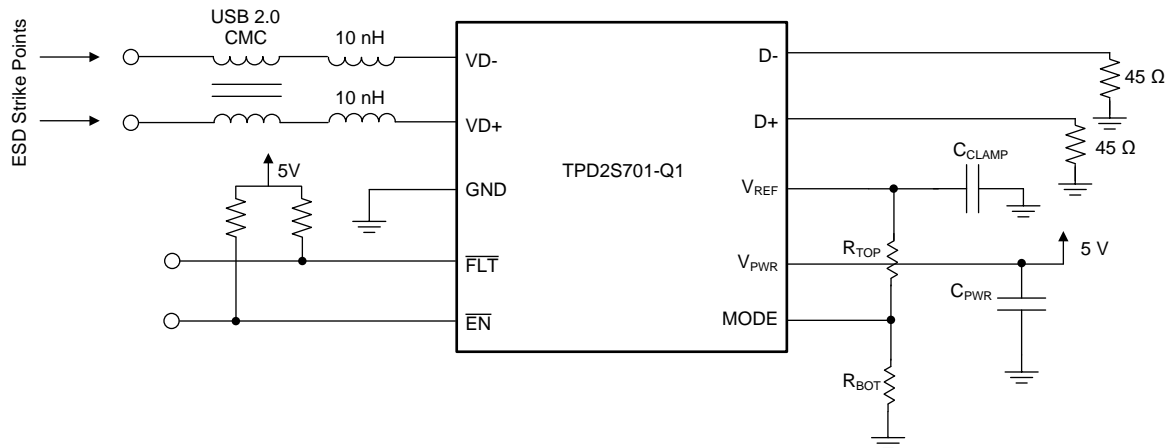 ESD Strike Points
USB 2.0
CMC
10 nH
10 nH
5V
VD-
VD+
GND
FLT
EN
TPD2S701-Q1
D-
D+
VREF
VPWR
MODE
45 Ω
45 Ω
CCLAMP
RTOP
5 V
CPWR
RBOT